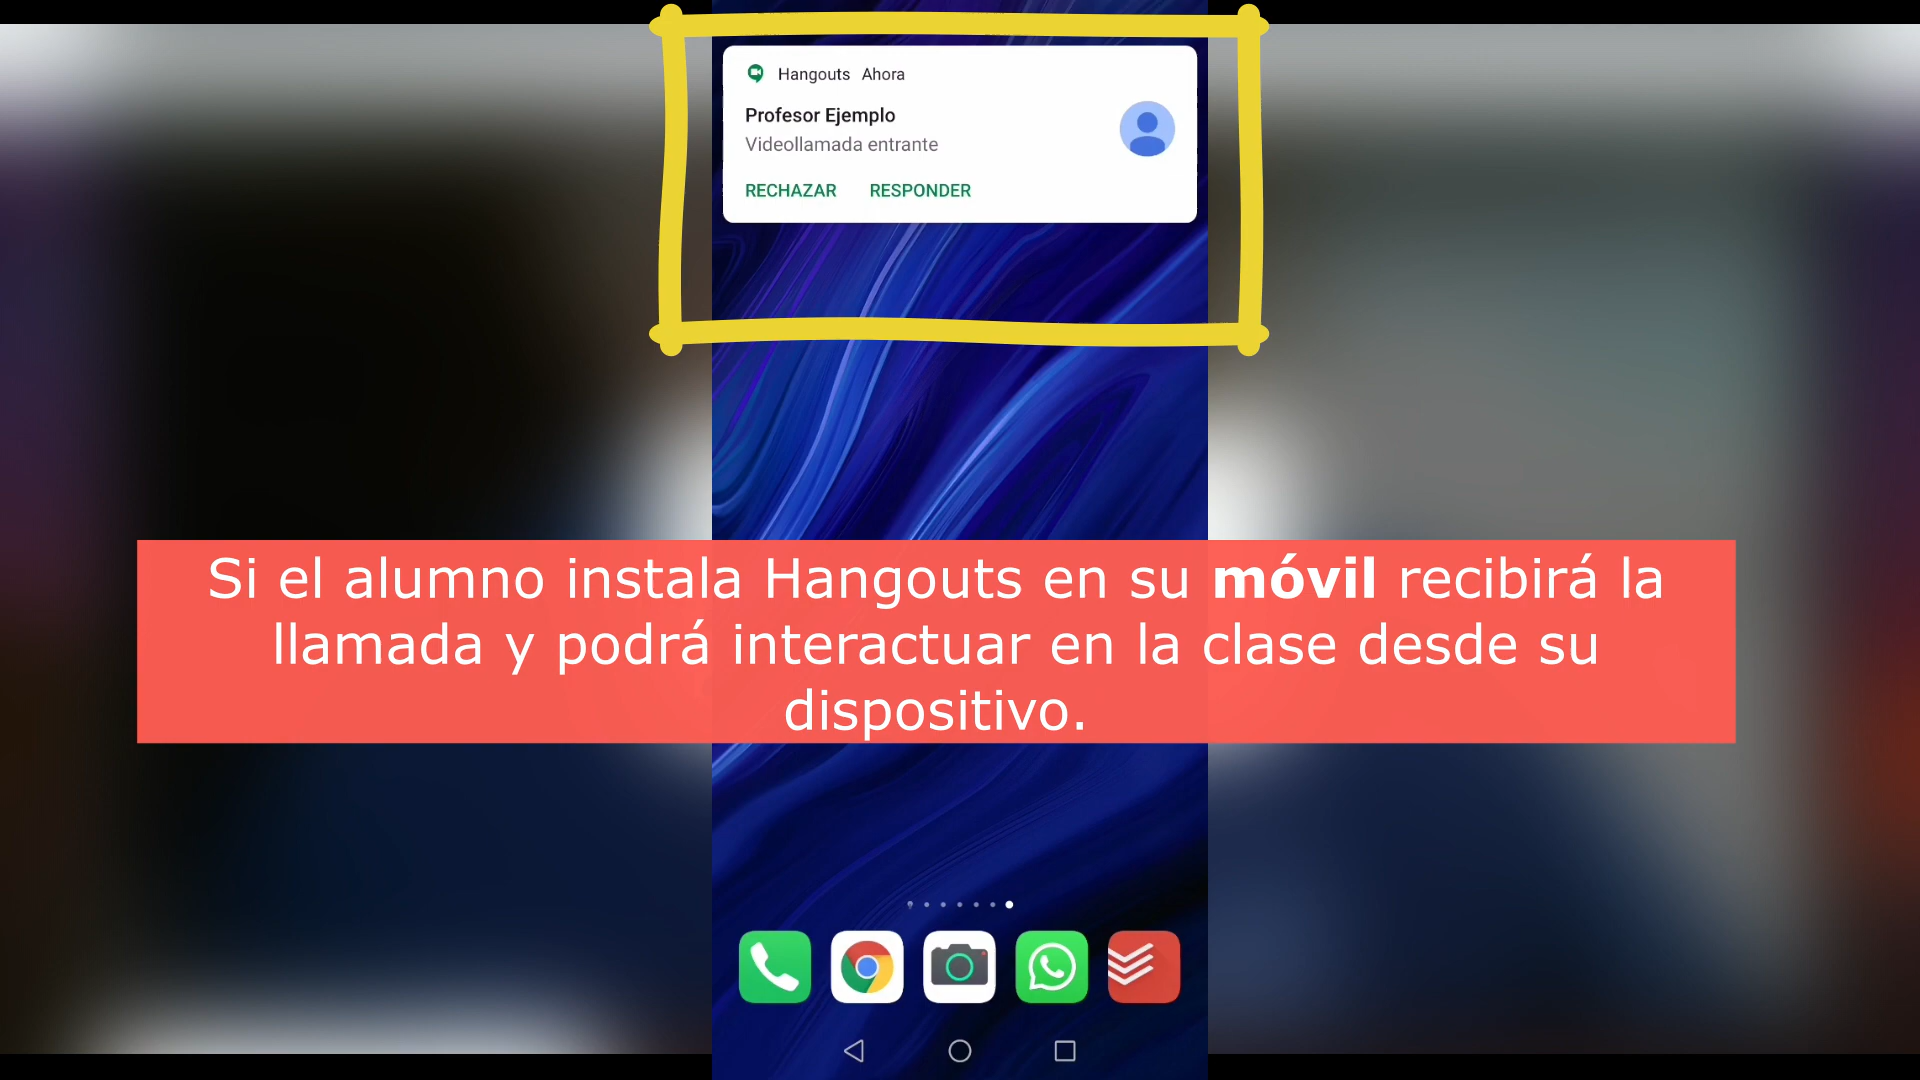 Hangouts Ahora
Profesor Ejemplo
Videollamada entrante
RECHAZAR RESPONDER
Si el alumno instala Hangouts en su móvil recibirá la
llamada y podrá interactuar en la clase desde su
dispositivo.